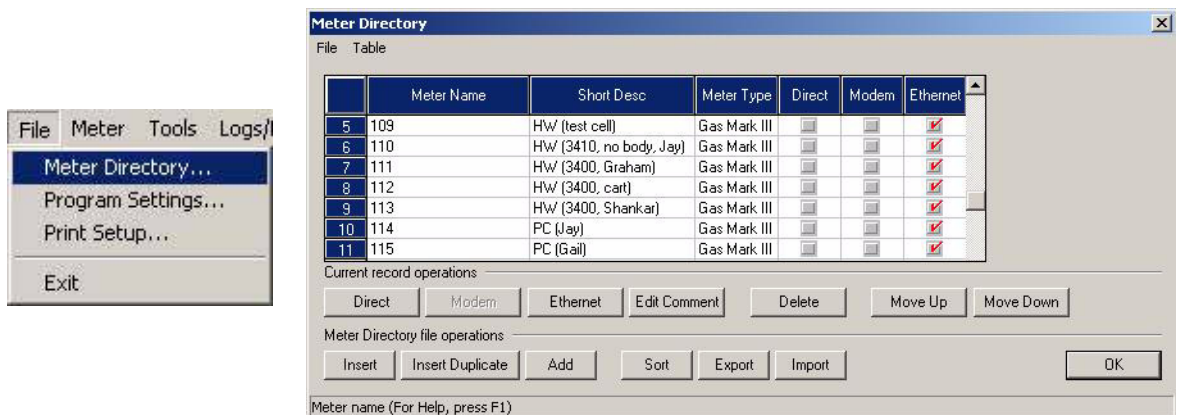 File Meter Tools Logs/
Meter Directory...
Program Settings...
Print Setup...
Exit
Meter Directory
File Table
Meter Name Short Desc Meter Type Direct Modem Ethernet
5 109 HW (test cell) Gas Mark III
6 110 HW (3410, no body, Jay) Gas Mark III
7 111 HW (3400, Graham) Gas Mark III
8 112 HW (3400, cart) Gas Mark III
9 113 HW (3400, Shankar) Gas Mark III
10 114 PC (Jay) Gas Mark III
11 115 PC (Gail) Gas Mark III
Current record operations
Direct Modem Ethernet Edit Comment Delete Move Up Move Down
Meter Directory file operations
Insert Insert Duplicate Add Sort Export Import OK
Meter name (For Help, press F1)